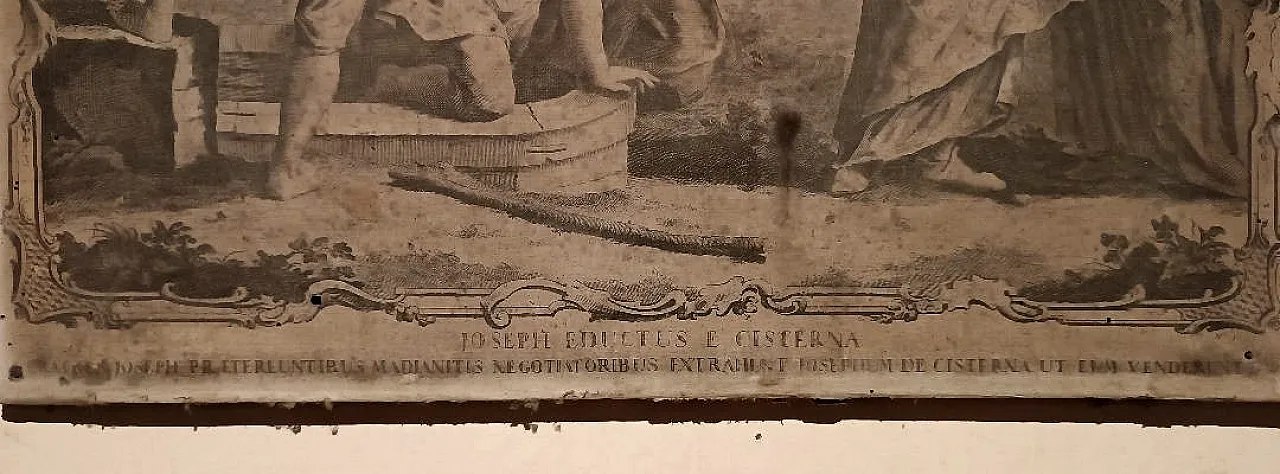 JOSEPH EDUCTUS E CISTERNA
JOSEPH PRÆTEREUNTIBUS MADIANITIS NEGOTIATORIBUS EXTRAHUNT JOSEPHUM DE CISTERNA UT EUM VENDERENT